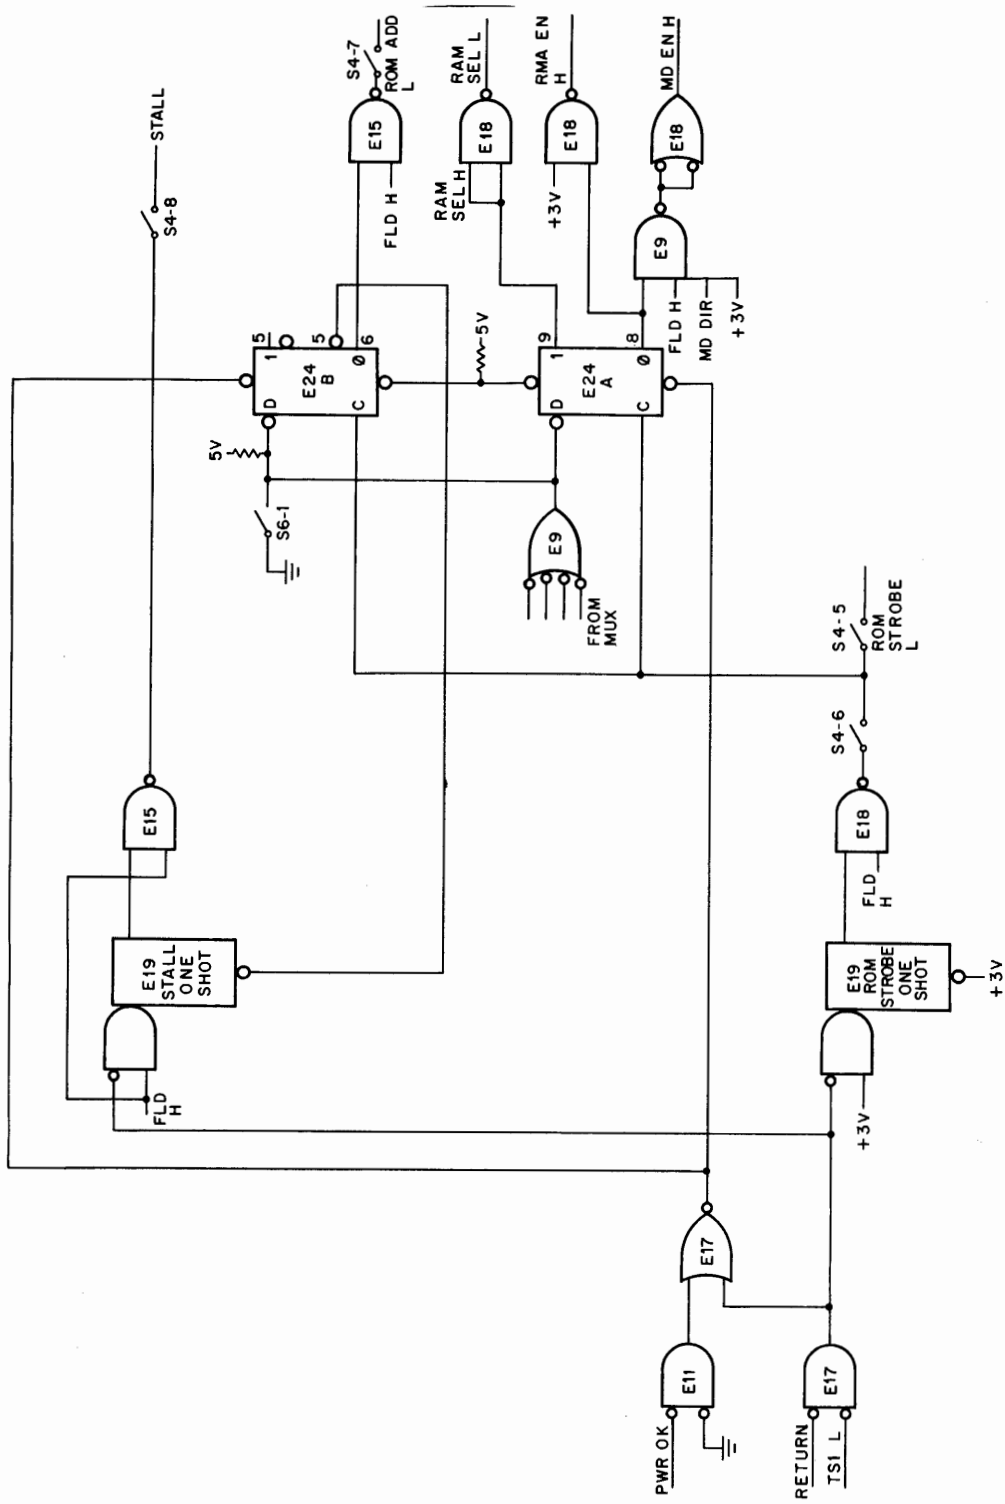 STALL
S4-8
S4-7
ROM ADD
L
E15
FLD H
RAM
SEL L
E18
RAM
SEL H
RMA EN
H
E18
+3V
MD EN H
E18
E9
FLD H
MD DIR
+3V
5
1
5
6
0
E24
B
D
C
5V
S6-1
5V
9
1
8
0
E24
A
D
C
E9
FROM
MUX
S4-5
ROM
STROBE
L
S4-6
E18
FLD
H
E15
E19
STALL
ONE
SHOT
FLD
H
E19
ROM
STROBE
ONE
SHOT
+3V
+3V
E17
E11
PWR OK
E17
RETURN
TS1 L